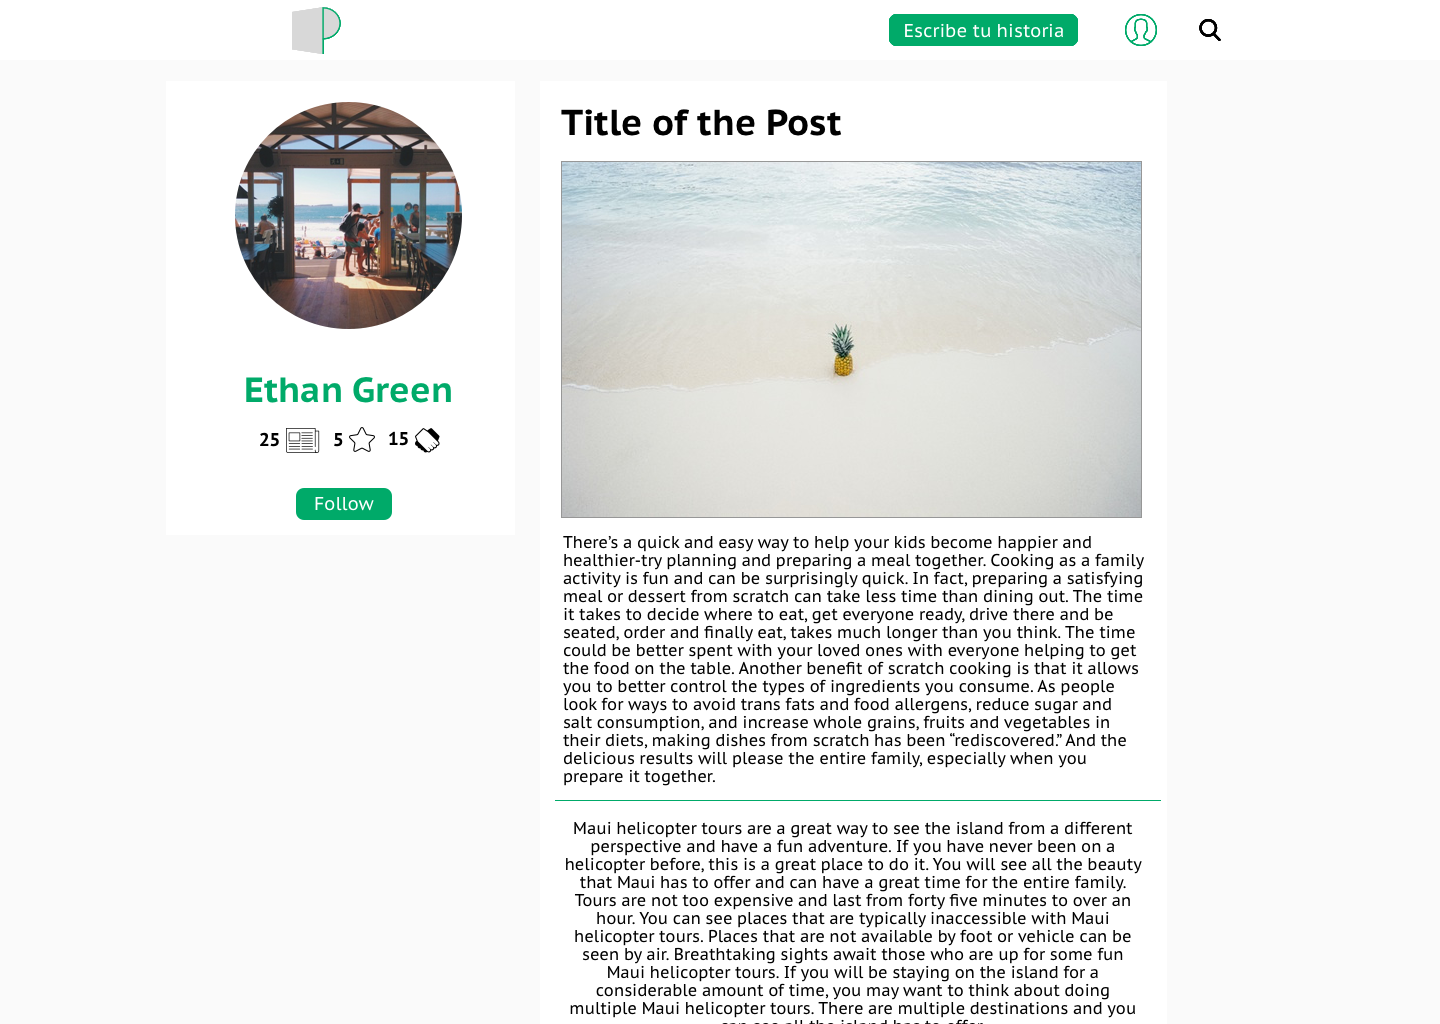 Escribe tu historia
Ethan Green
25 5 15
Follow
Title of the Post
There’s a quick and easy way to help your kids become happier and
healthier-try planning and preparing a meal together. Cooking as a family
activity is fun and can be surprisingly quick. In fact, preparing a satisfying
meal or dessert from scratch can take less time than dining out. The time
it takes to decide where to eat, get everyone ready, drive there and be
seated, order and finally eat, takes much longer than you think. The time
could be better spent with your loved ones with everyone helping to get
the food on the table. Another benefit of scratch cooking is that it allows
you to better control the types of ingredients you consume. As people
look for ways to avoid trans fats and food allergens, reduce sugar and
salt consumption, and increase whole grains, fruits and vegetables in
their diets, making dishes from scratch has been “rediscovered.” And the
delicious results will please the entire family, especially when you
prepare it together.
Maui helicopter tours are a great way to see the island from a different
perspective and have a fun adventure. If you have never been on a
helicopter before, this is a great place to do it. You will see all the beauty
that Maui has to offer and can have a great time for the entire family.
Tours are not too expensive and last from forty five minutes to over an
hour. You can see places that are typically inaccessible with Maui
helicopter tours. Places that are not available by foot or vehicle can be
seen by air. Breathtaking sights await those who are up for some fun
Maui helicopter tours. If you will be staying on the island for a
considerable amount of time, you may want to think about doing
multiple Maui helicopter tours. There are multiple destinations and you
can see all the island has to offer.